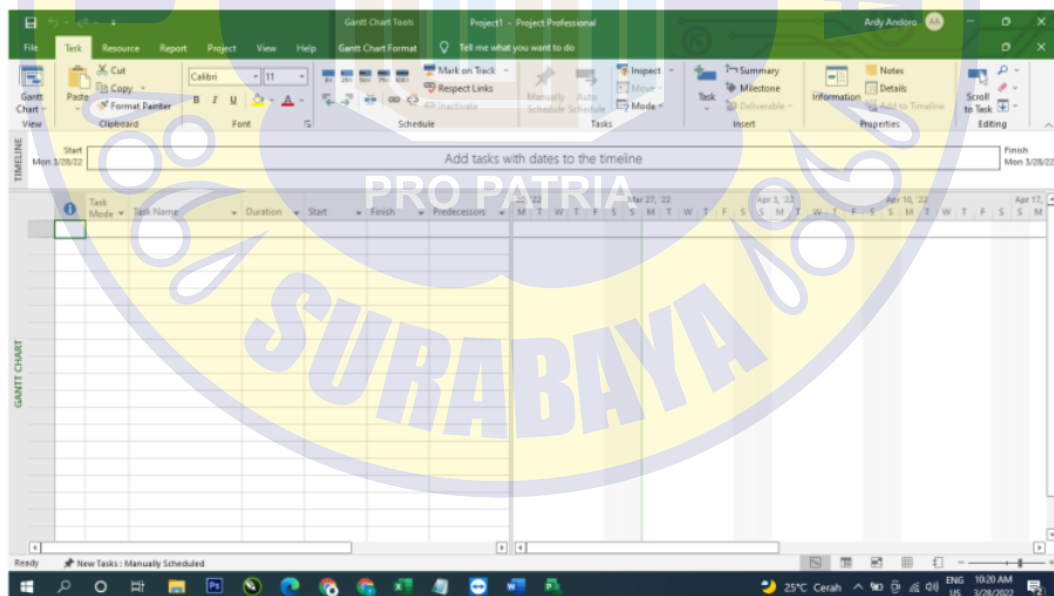 Gantt Chart Tools Project1 - Project Professional Ardy Andoro AA
File Task Resource Report Project View Help Gantt Chart Format Tell me what you want to do
Gantt Chart
View
Paste
Cut
Copy
Format Painter
Clipboard
Calibri 11
B I U A
Font
Mark on Track
Respect Links
Inactivate
Schedule
Manually Schedule
Auto Schedule
Inspect
Move
Mode
Tasks
Task
Summary
Milestone
Deliverable
Insert
Information
Notes
Details
Add to Timeline
Properties
Scroll to Task
Editing
TIMELINE
Start
Mon 3/28/22
Add tasks with dates to the timeline
Finish
Mon 3/28/22
PRO PATRIA
Task Mode Task Name Duration Start Finish Predecessors
Mar 27, '22 Apr 3, '22 Apr 10, '22 Apr 17,
M T W T F S S M T W T F S S M T W T F S S M T W T F S S M
SURABAYA
GANTT CHART
Ready New Tasks : Manually Scheduled
25°C Cerah ENG 10:20 AM
US 3/28/2022